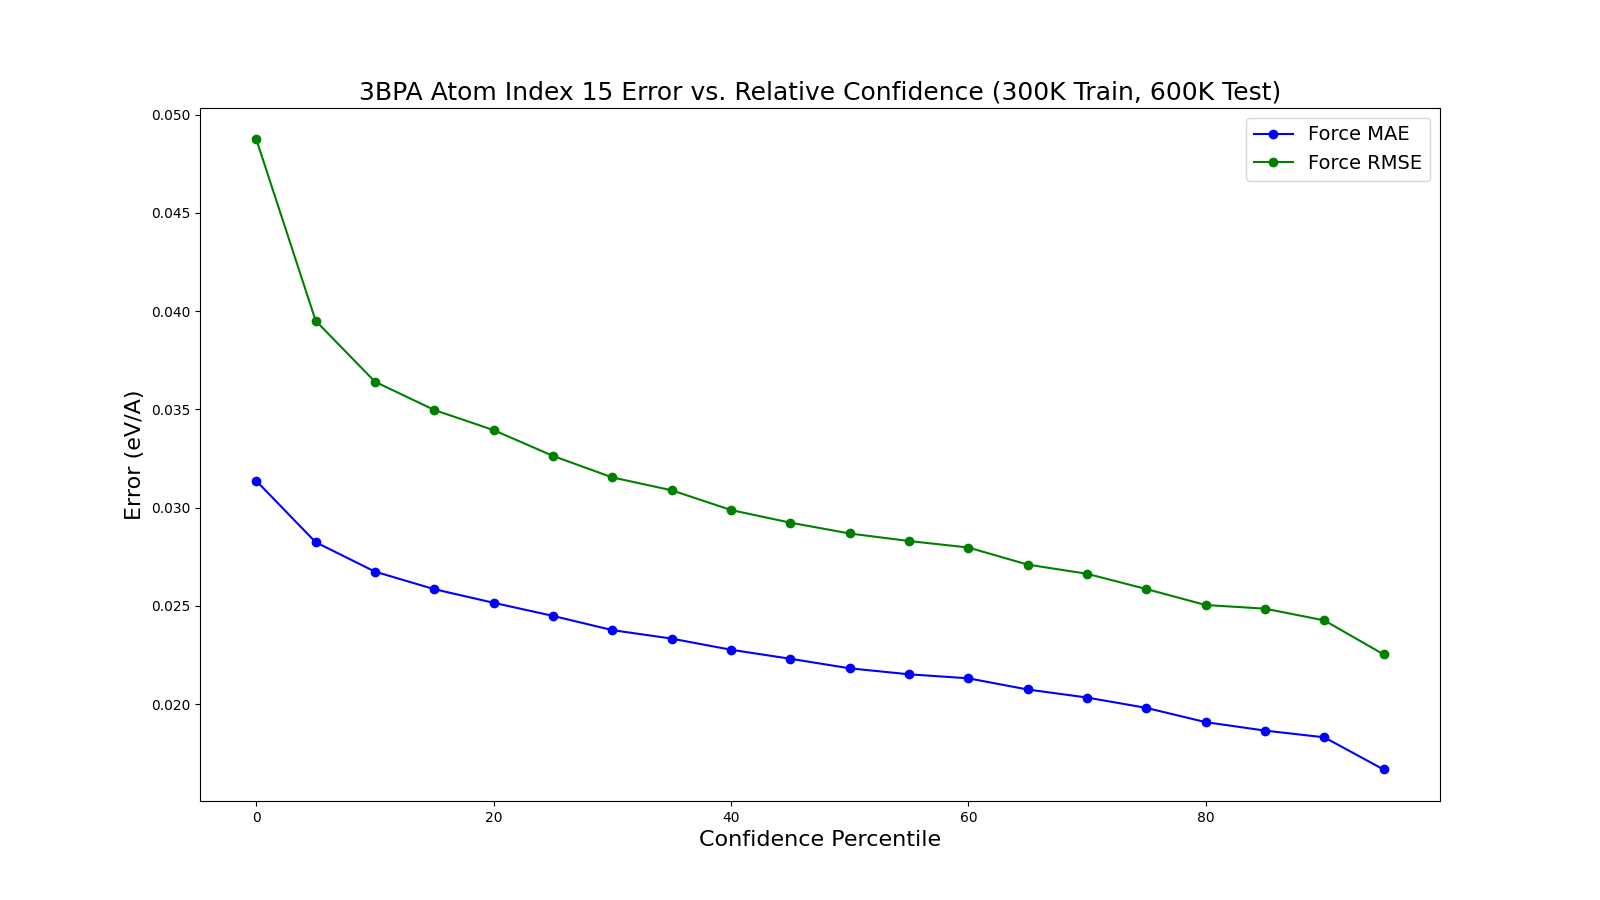 3BPA Atom Index 15 Error vs. Relative Confidence (300K Train, 600K Test)
Force MAE
Force RMSE
Error (eV/A)
0.050
0.045
0.040
0.035
0.030
0.025
0.020
0
20
40
60
80
Confidence Percentile